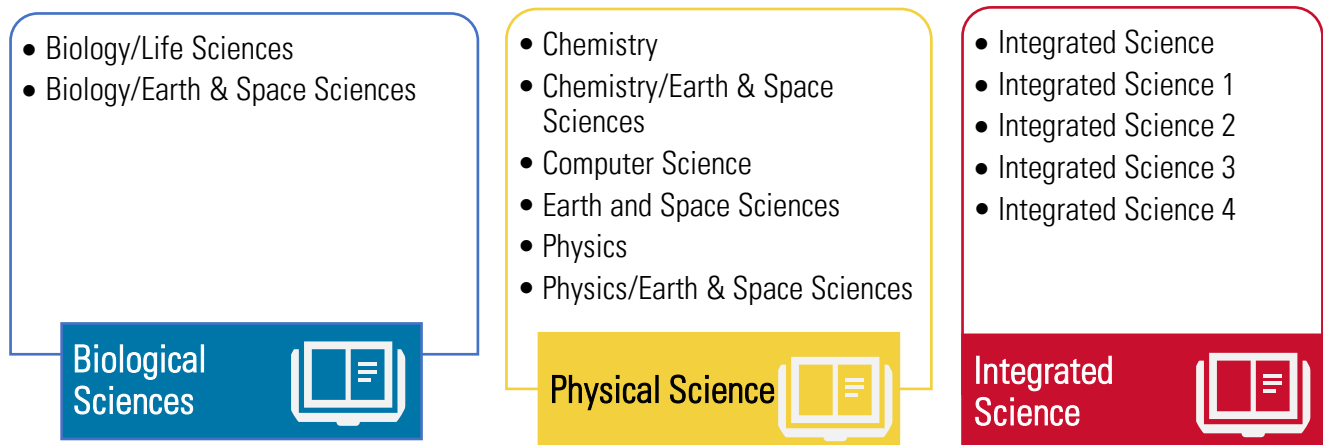 • Biology/Life Sciences
• Biology/Earth & Space Sciences
Biological
Sciences
• Chemistry
• Chemistry/Earth & Space
Sciences
• Computer Science
• Earth and Space Sciences
• Physics
• Physics/Earth & Space Sciences
Physical Science
• Integrated Science
• Integrated Science 1
• Integrated Science 2
• Integrated Science 3
• Integrated Science 4
Integrated
Science